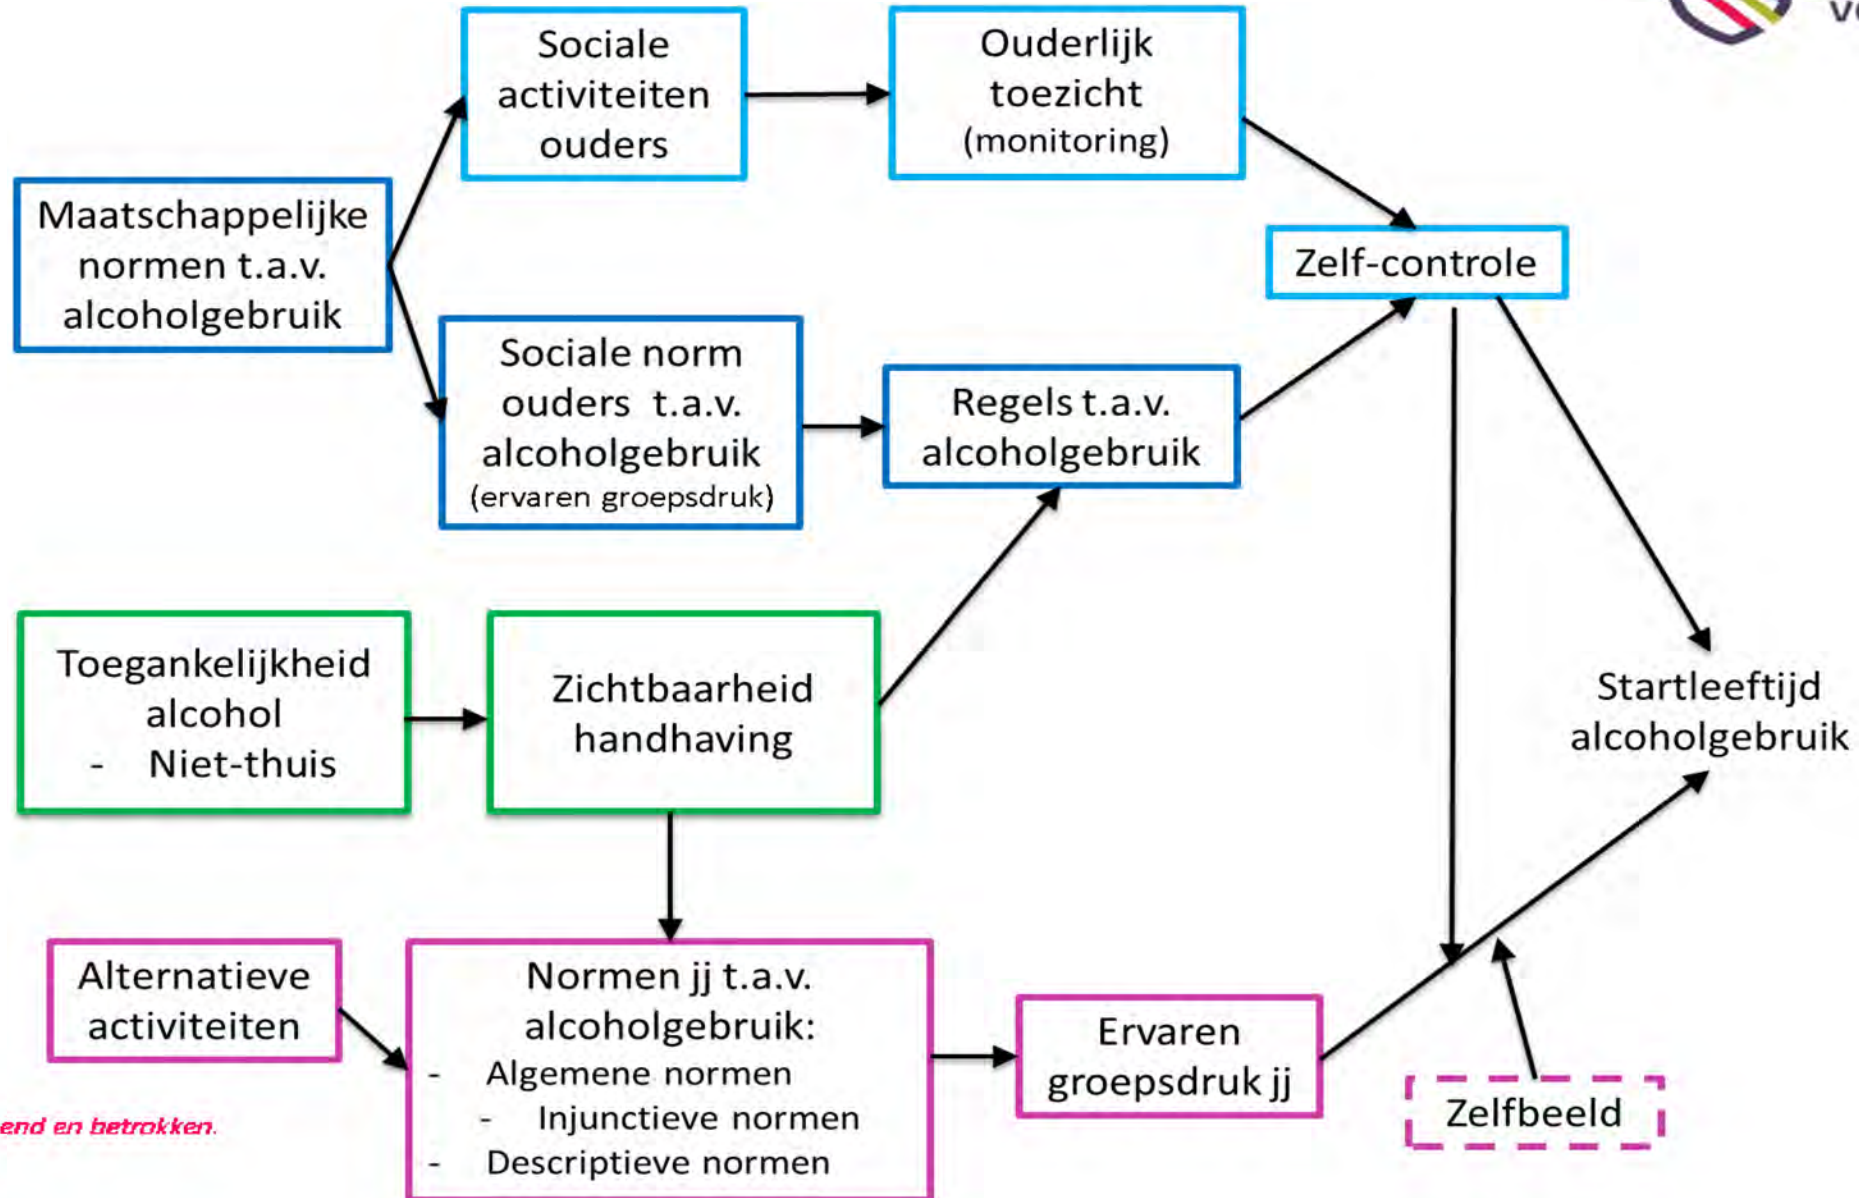 Sociale
activiteiten
ouders
Ouderlijk
toezicht
(monitoring)
Maatschappelijke
normen t.a.v.
alcoholgebruik
Zelf-controle
Sociale norm
ouders t.a.v.
alcoholgebruik
(ervaren groepsdruk)
Regels t.a.v.
alcoholgebruik
Toegankelijkheid
alcohol
- Niet-thuis
Zichtbaarheid
handhaving
Startleeftijd
alcoholgebruik
Alternatieve
activiteiten
Normen jj t.a.v.
alcoholgebruik:
- Algemene normen
- Injunctieve normen
- Descriptieve normen
Ervaren
groepsdruk jj
Zelfbeeld
end en betrokken.